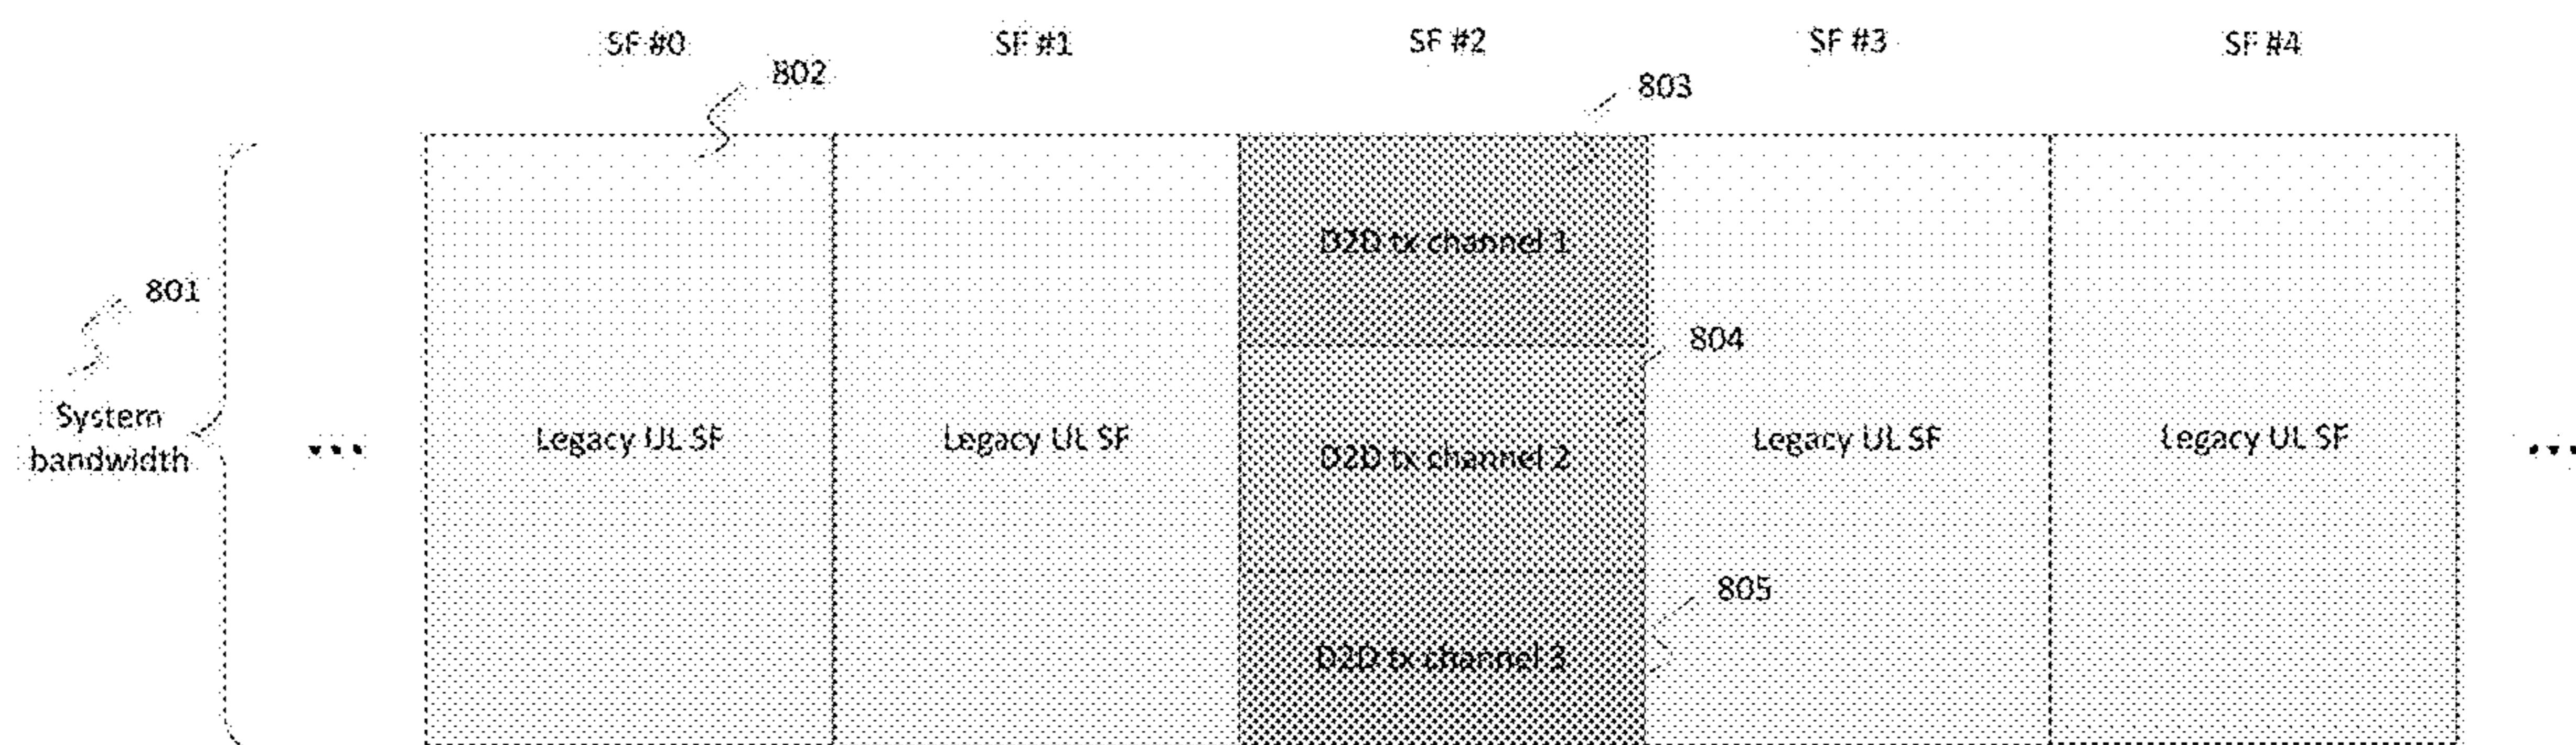 SF #0
SF #1
SF #2
SF #3
SF #4
802
803
801
804
System
bandwidth
...
Legacy UL SF
Legacy UL SF
D2D tx channel 1
D2D tx channel 2
D2D tx channel 3
Legacy UL SF
Legacy UL SF
...
805